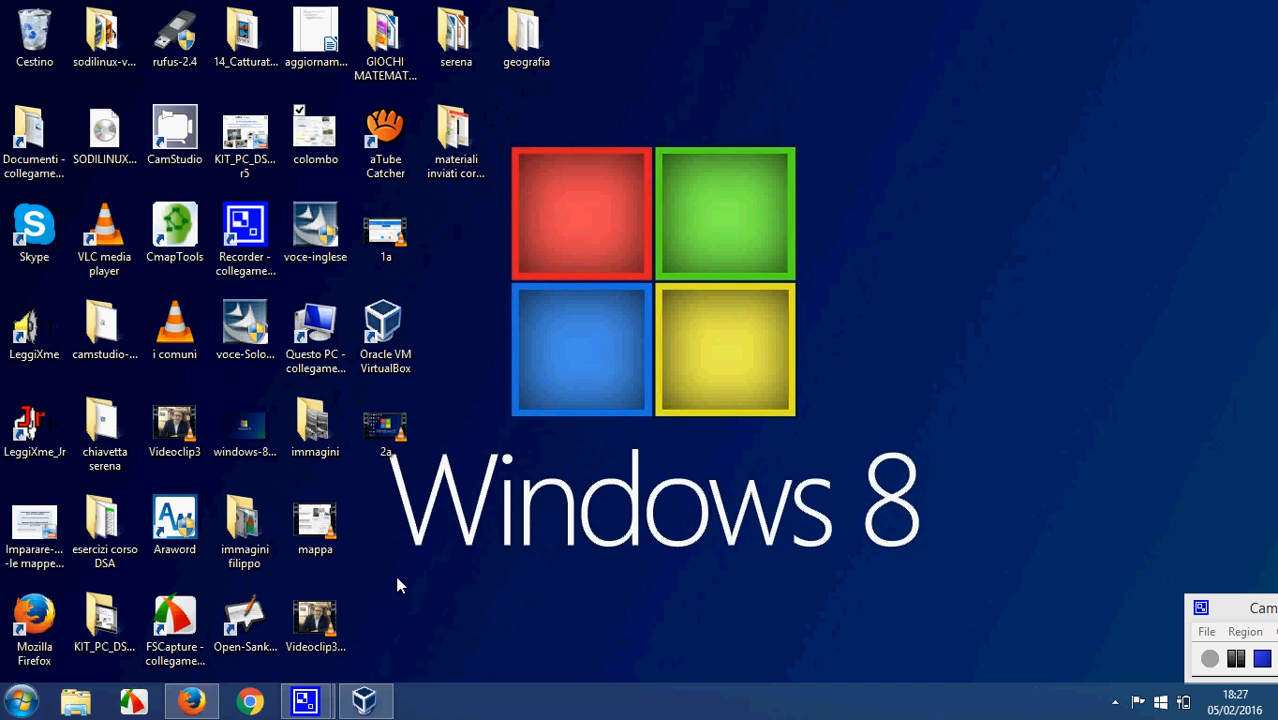 Cestino
sodilinux-v...
rufus-2.4
14_Catturat...
aggiornam...
GIOCHI
MATEMAT...
serena
geografia
Documenti -
collegame...
SODILINUX...
CamStudio
KIT_PC_DS...
r5
colombo
aTube
Catcher
materiali
inviati cor...
Skype
VLC media
player
CmapTools
Recorder -
collegame...
voce-inglese
1a
LeggiXme
camstudio-...
i comuni
voce-Solo...
Questo PC -
collegame...
Oracle VM
VirtualBox
LeggiXme_Jr
chiavetta
serena
Videoclip3
windows-8...
immagini
2a
Windows 8
Imparare-...
-le mappe...
esercizi corso
DSA
Araword
immagini
filippo
mappa
Mozilla
Firefox
KIT_PC_DS...
FSCapture -
collegame...
Open-Sank...
Videoclip3...
Cam
File Region
18:27
05/02/2016